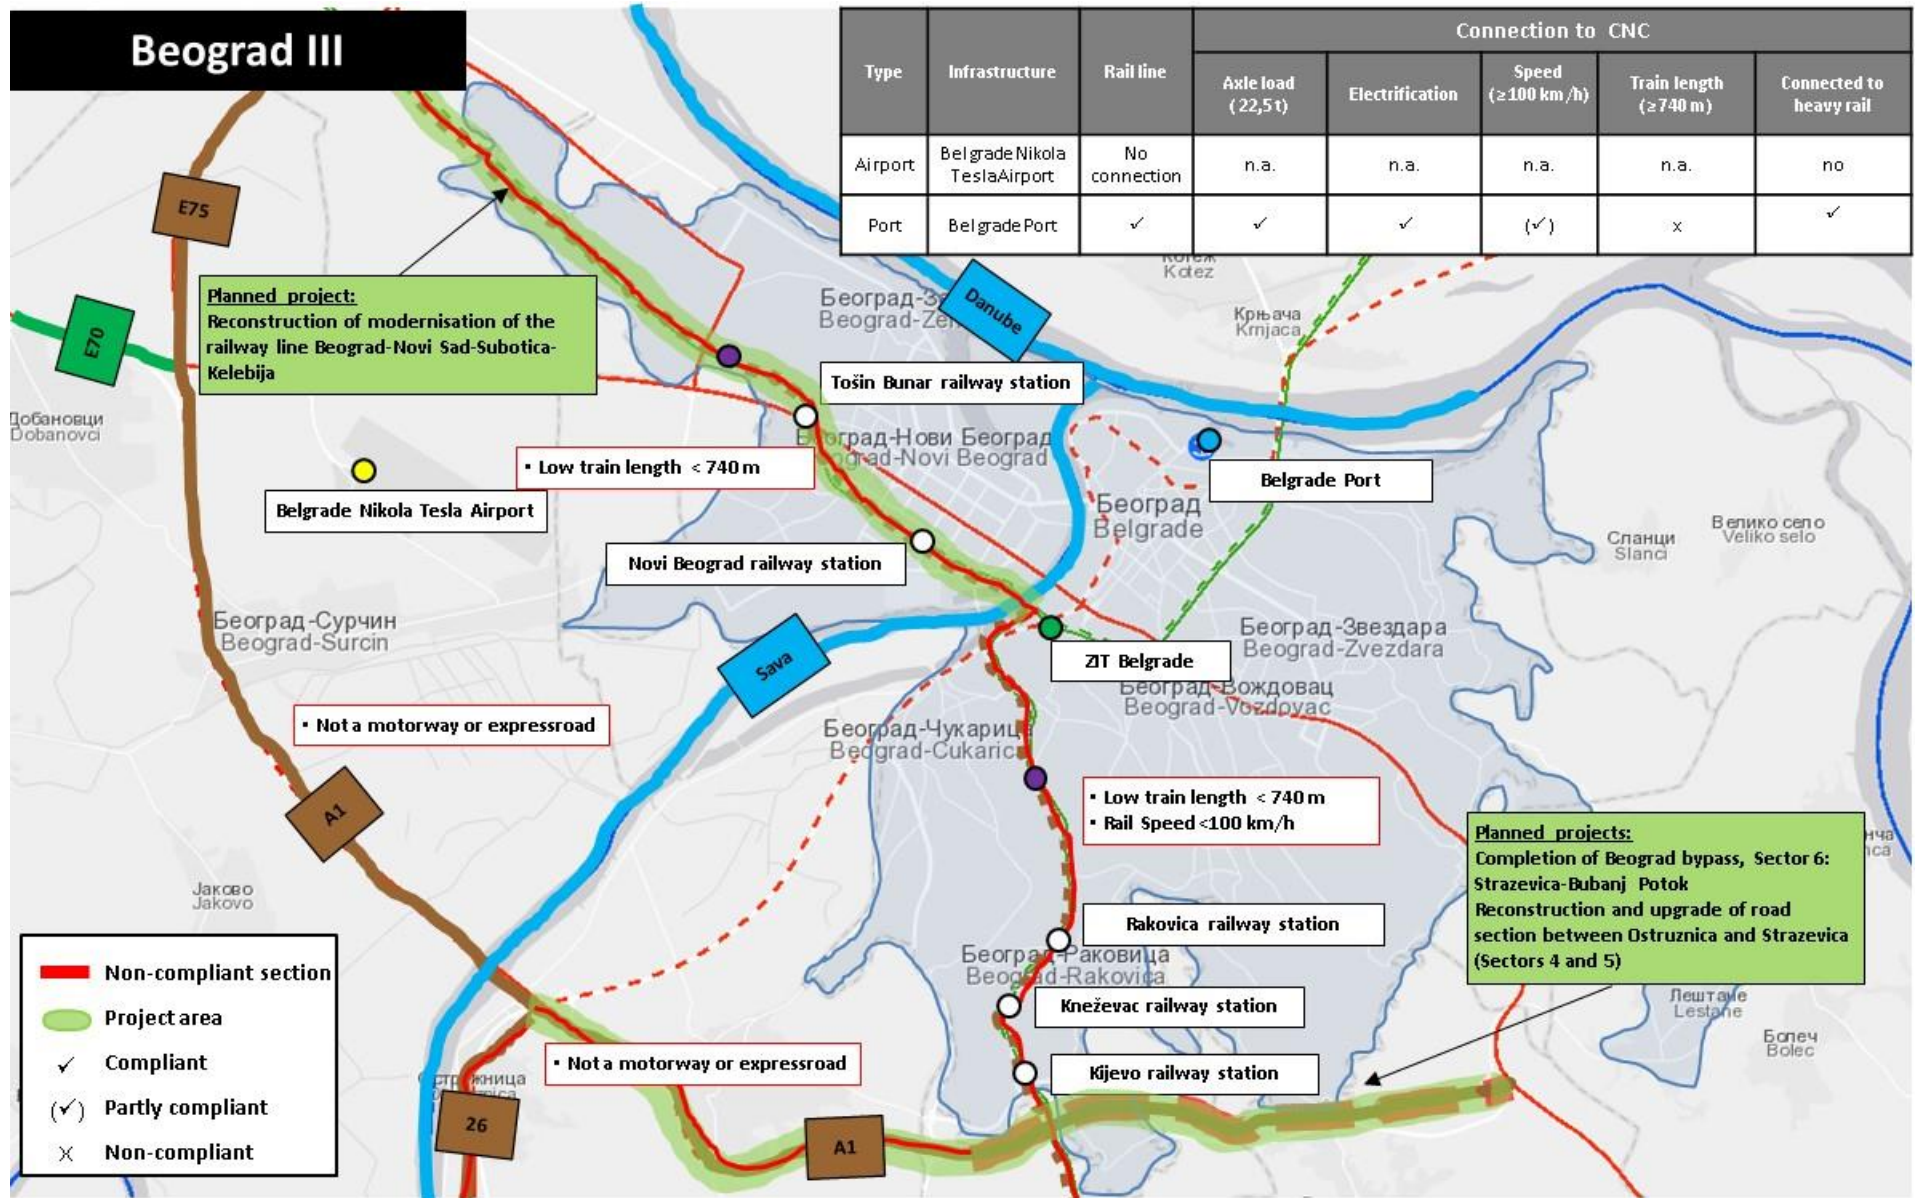 Beograd III
Type
Infrastructure
Rail line
Connection to CNC
Axle load
(22,5t)
Electrification
Speed
(≥100 km/h)
Train length
(≥740 m)
Connected to
heavy rail
Airport
Belgrade Nikola
Tesla Airport
No
connection
n.a.
n.a.
n.a.
n.a.
no
Port
Belgrade Port
✓
✓
✓
(✓)
x
✓
E75
E70
Planned project:
Reconstruction of modernisation of the
railway line Beograd-Novi Sad-Subotica-
Kelebija
Danube
Kotez
Крњача
Krnjaca
Tošin Bunar railway station
Добановци
Dobanovci
▪ Low train length < 740 m
Belgrade Port
Belgrade Nikola Tesla Airport
Београд
Belgrade
Велико село
Veliko selo
Сланци
Slanci
Novi Beograd railway station
Београд-Сурчин
Beograd-Surcin
Sava
ZIT Belgrade
Београд-Звездара
Beograd-Zvezdara
Београд-Вождовац
Beograd-Vozdovac
▪ Not a motorway or expressroad
Београд-Чукарица
Beograd-Cukarica
A1
▪ Low train length < 740 m
▪ Rail Speed <100 km/h
Planned projects:
Completion of Beograd bypass, Sector 6:
Strazevica-Bubanj Potok
Reconstruction and upgrade of road
section between Ostruznica and Strazevica
(Sectors 4 and 5)
Јаково
Jakovo
Rakovica railway station
Београд-Раковица
Beograd-Rakovica
Kneževac railway station
Лештане
Lestane
Болеч
Bolec
▪ Not a motorway or expressroad
Kijevo railway station
26
A1
Non-compliant section
Project area
✓ Compliant
(✓) Partly compliant
x Non-compliant